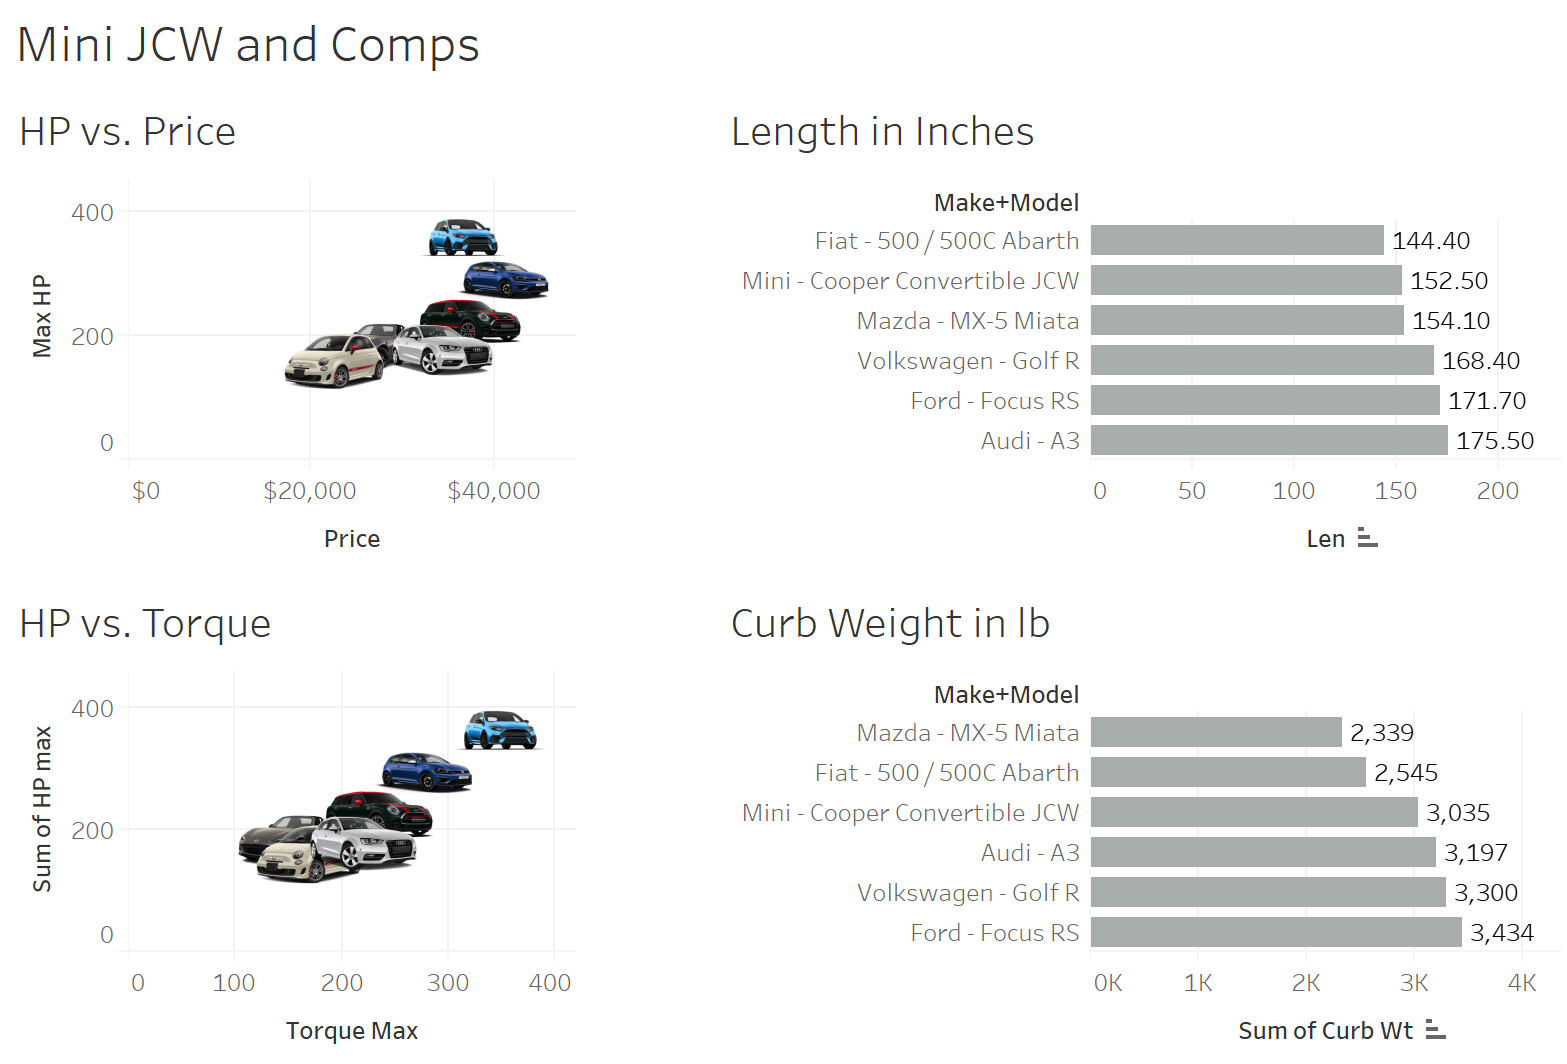 Mini JCW and Comps
HP vs. Price
400
200
0
Max HP
$0 $20,000 $40,000
Price
Length in Inches
Make+Model
Fiat - 500 / 500C Abarth 144.40
Mini - Cooper Convertible JCW 152.50
Mazda - MX-5 Miata 154.10
Volkswagen - Golf R 168.40
Ford - Focus RS 171.70
Audi - A3 175.50
0 50 100 150 200
Len
HP vs. Torque
400
200
0
Sum of HP max
0 100 200 300 400
Torque Max
Curb Weight in lb
Make+Model
Mazda - MX-5 Miata 2,339
Fiat - 500 / 500C Abarth 2,545
Mini - Cooper Convertible JCW 3,035
Audi - A3 3,197
Volkswagen - Golf R 3,300
Ford - Focus RS 3,434
0K 1K 2K 3K 4K
Sum of Curb Wt